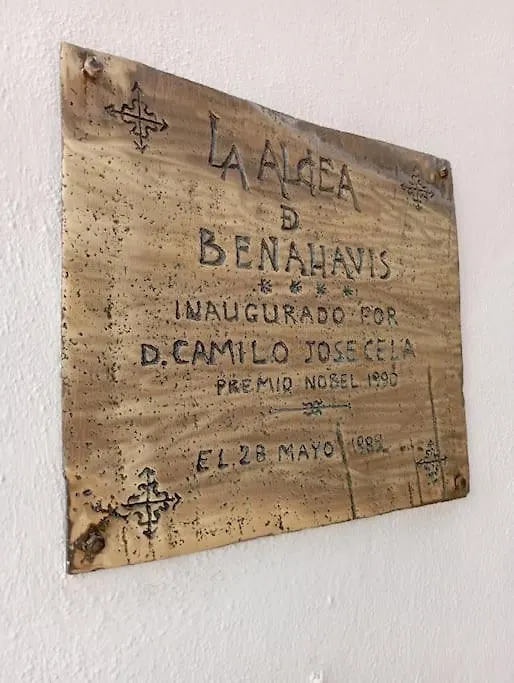 LA ALDEA
D
BENAHAVIS
INAUGURADO POR
D. CAMILO JOSE CELA
PREMIO NOBEL 1990
EL 28 MAYO 1989